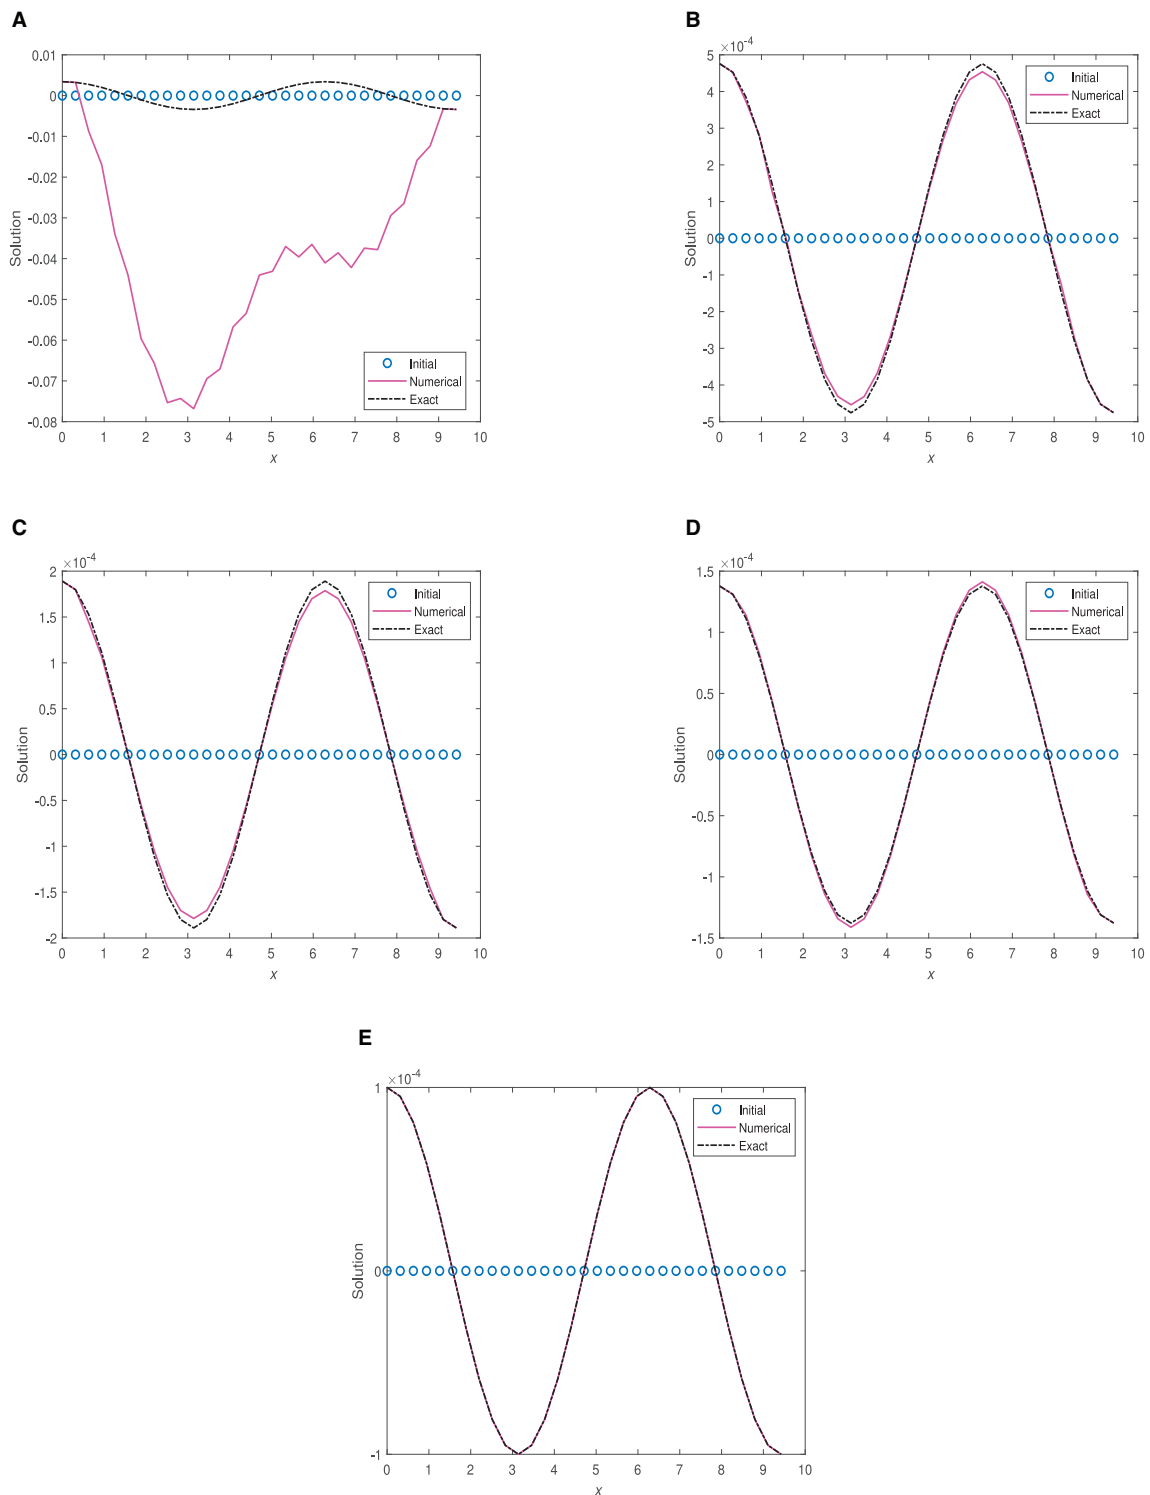 A
0.01
0
-0.01
-0.02
-0.03
-0.04
-0.05
-0.06
-0.07
-0.08
Solution
0 1 2 3 4 5 6 7 8 9 10
x
Initial
Numerical
Exact
B
×10-4
5
4
3
2
1
0
-1
-2
-3
-4
-5
Solution
0 1 2 3 4 5 6 7 8 9 10
x
Initial
Numerical
Exact
C
×10-4
2
1.5
1
0.5
0
-0.5
-1
-1.5
-2
Solution
0 1 2 3 4 5 6 7 8 9 10
x
Initial
Numerical
Exact
D
×10-4
1.5
1
0.5
0
-0.5
-1
-1.5
Solution
0 1 2 3 4 5 6 7 8 9 10
x
Initial
Numerical
Exact
E
×10-4
1
0
-1
Solution
0 1 2 3 4 5 6 7 8 9 10
x
Initial
Numerical
Exact